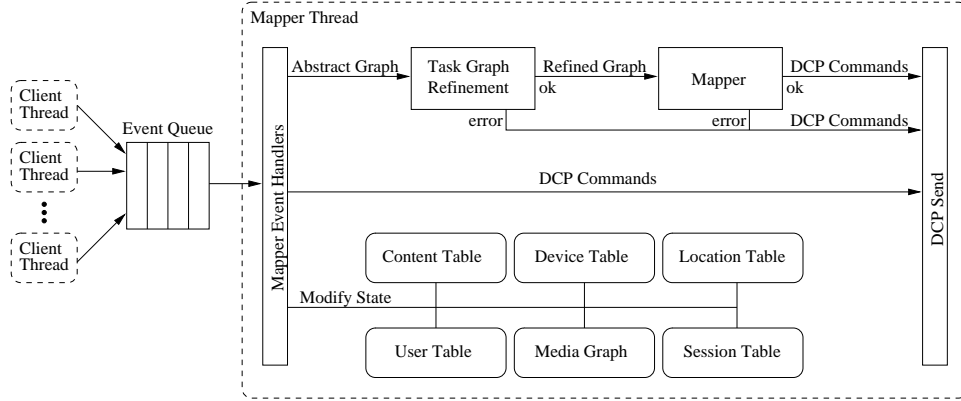 Mapper Thread
Client
Thread
Client
Thread
Client
Thread
Event Queue
Mapper Event Handlers
Abstract Graph
Task Graph
Refinement
Refined Graph
ok
Mapper
DCP Commands
ok
error
error
DCP Commands
DCP Commands
DCP Send
Content Table
Device Table
Location Table
Modify State
User Table
Media Graph
Session Table